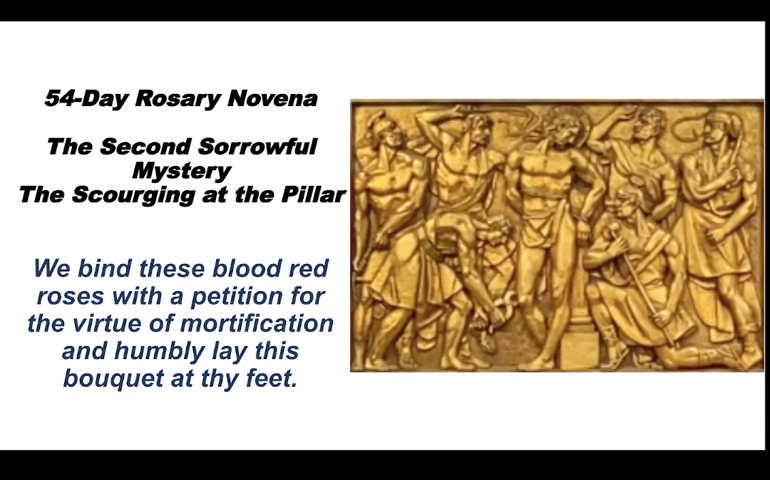 54-Day Rosary Novena
The Second Sorrowful
Mystery
The Scourging at the Pillar
We bind these blood red
roses with a petition for
the virtue of mortification
and humbly lay this
bouquet at thy feet.